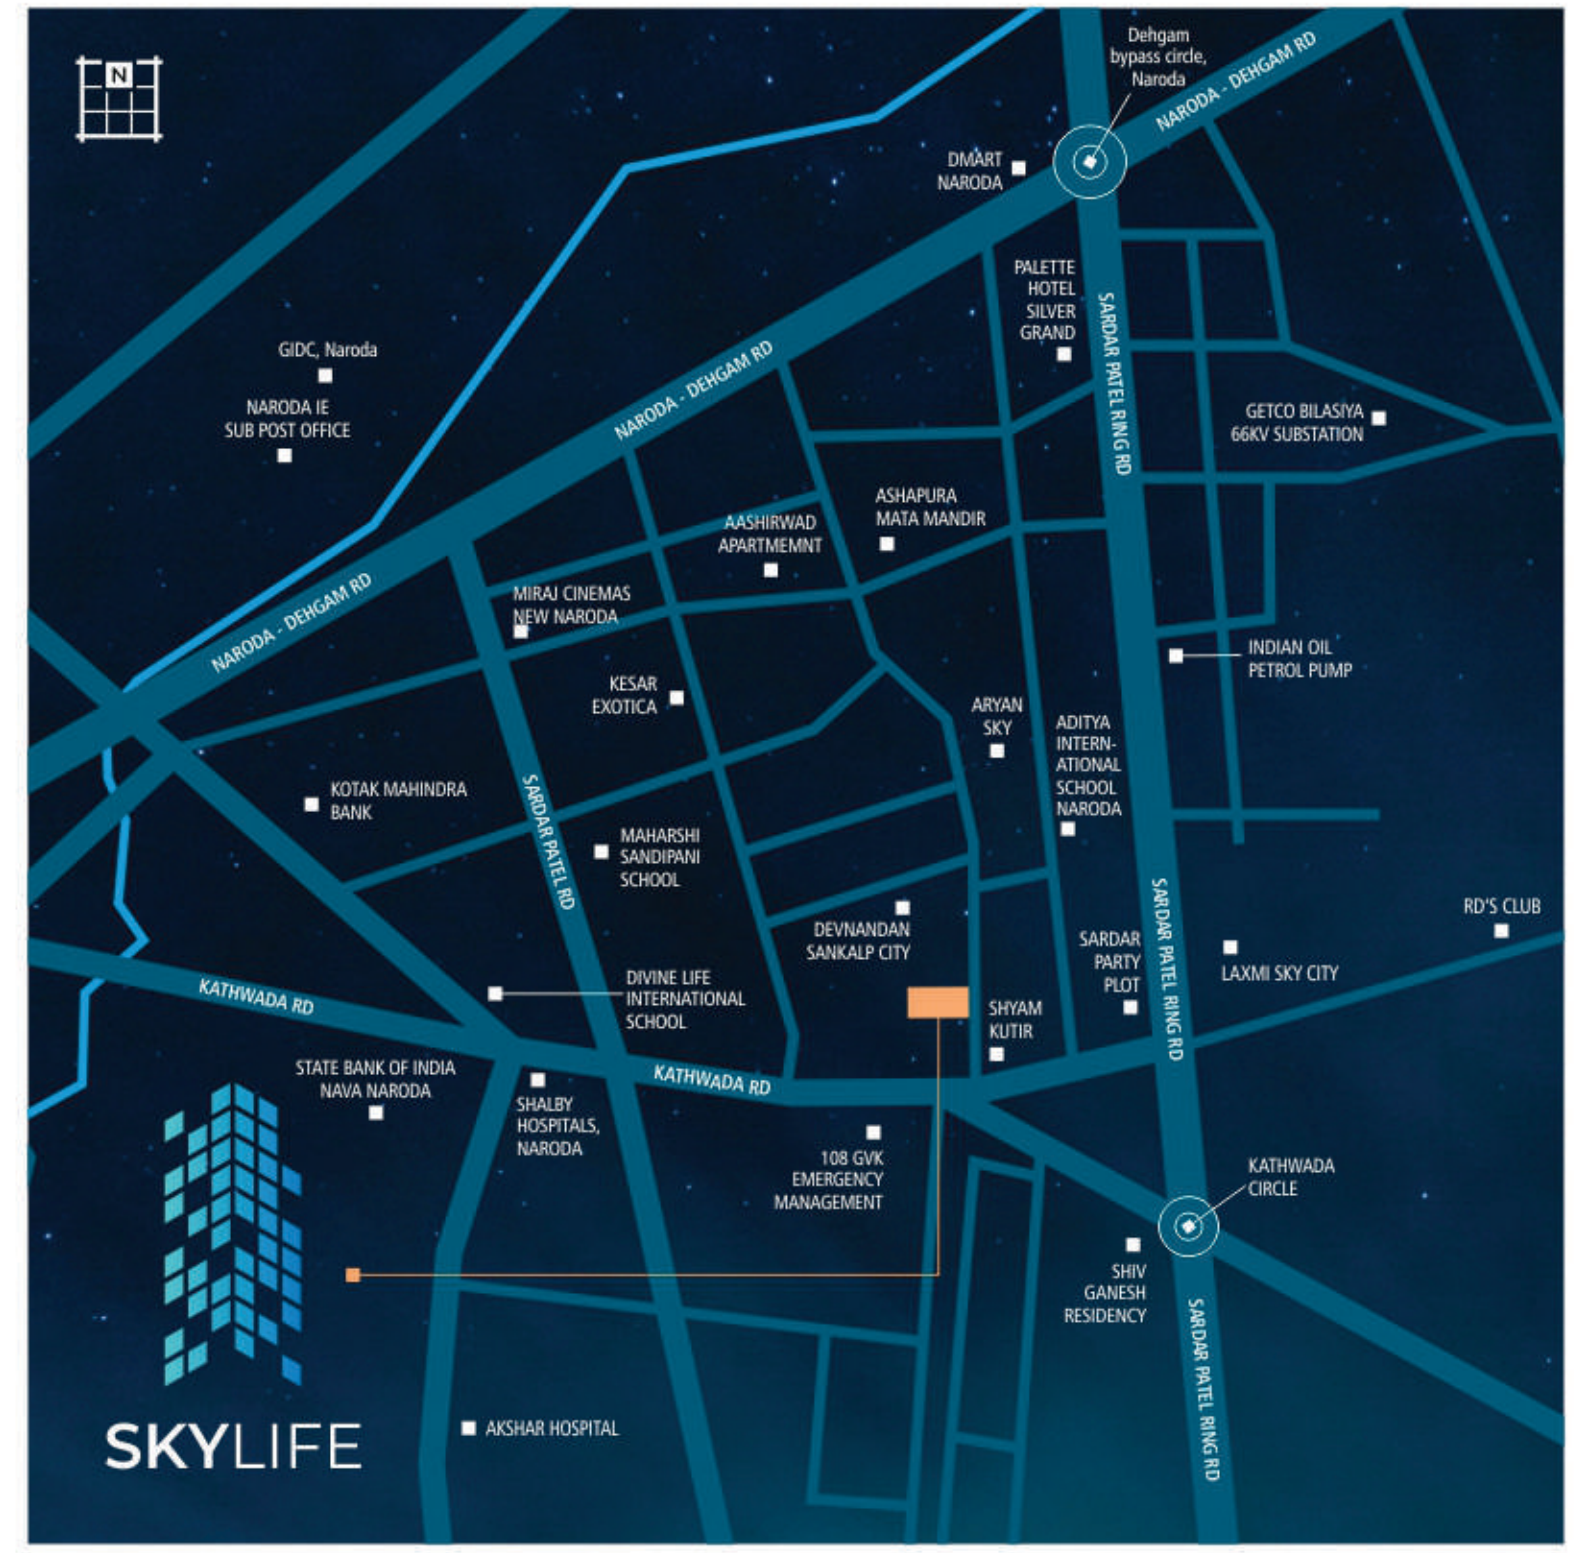 N
Dehgam
bypass circle,
Naroda
NARODA - DEHGAM RD
DMART
NARODA
PALETTE
HOTEL
SILVER
GRAND
SARDAR PATEL RING RD
GIDC, Naroda
NARODA IE
SUB POST OFFICE
NARODA - DEHGAM RD
GETCO BILASIYA
66KV SUBSTATION
ASHAPURA
MATA MANDIR
AASHIRWAD
APARTMEMNT
MIRAJ CINEMAS
NEW NARODA
NARODA - DEHGAM RD
INDIAN OIL
PETROL PUMP
KESAR
EXOTICA
ARYAN
SKY
ADITYA
INTERN-
ATIONAL
SCHOOL
NARODA
KOTAK MAHINDRA
BANK
SARDAR PATEL RD
MAHARSHI
SANDIPANI
SCHOOL
DEVNANDAN
SANKALP CITY
SARDAR
PARTY
PLOT
SARDAR PATEL RING RD
RD'S CLUB
LAXMI SKY CITY
KATHWADA RD
DIVINE LIFE
INTERNATIONAL
SCHOOL
SHYAM
KUTIR
STATE BANK OF INDIA
NAVA NARODA
KATHWADA RD
SHALBY
HOSPITALS,
NARODA
108 GVK
EMERGENCY
MANAGEMENT
KATHWADA
CIRCLE
SHIV
GANESH
RESIDENCY
SARDAR PATEL RING RD
AKSHAR HOSPITAL
SKYLIFE